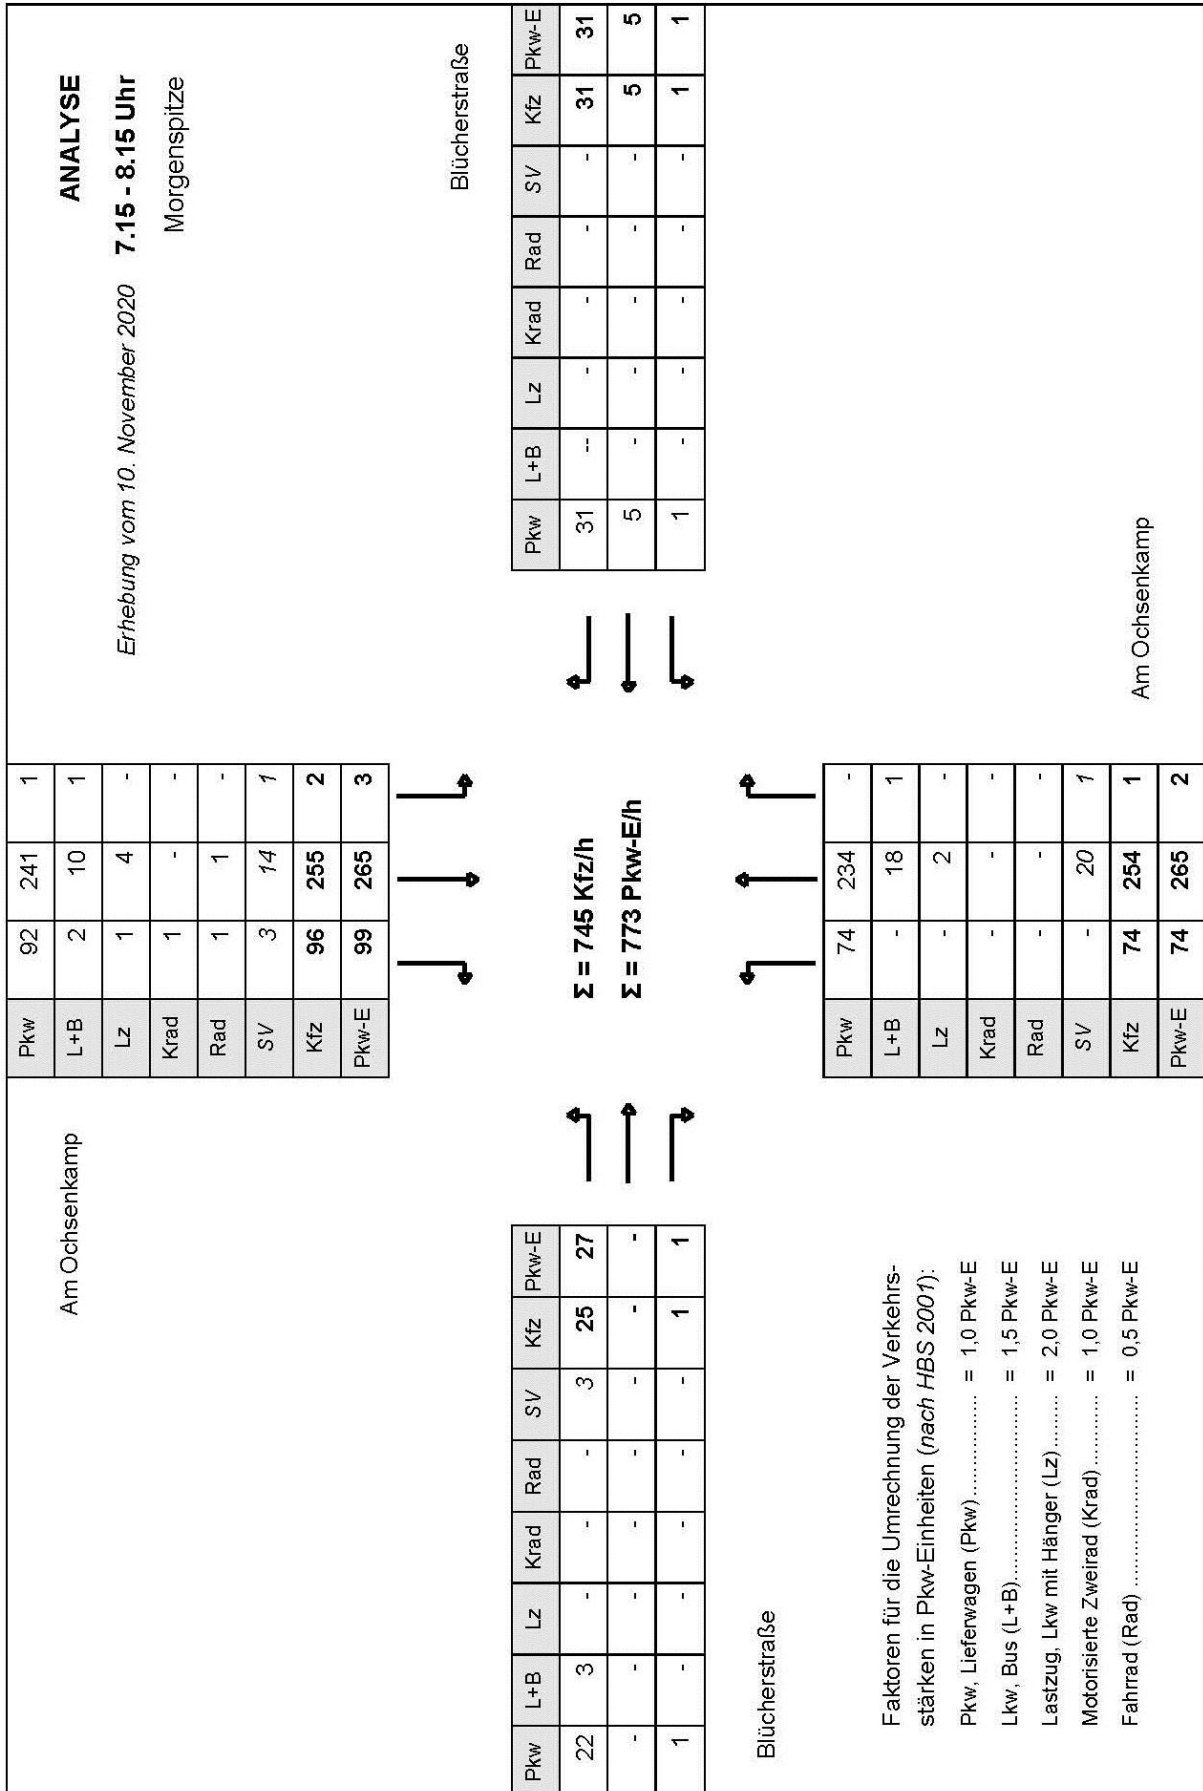 ANALYSE
Erhebung vom 10. November 2020 7.15 - 8.15 Uhr
Morgenspitze
Am Ochsenkamp
Pkw 92 241 1
L+B 2 10 1
Lz 1 4 -
Krad 1 - -
Rad 1 1 -
SV 3 14 1
Kfz 96 255 2
Pkw-E 99 265 3
Blücherstraße
Pkw L+B Lz Krad Rad SV Kfz Pkw-E
31 -- - - - - 31 31
5 - - - - - 5 5
1 - - - - - 1 1
Σ = 745 Kfz/h
Σ = 773 Pkw-E/h
Pkw L+B Lz Krad Rad SV Kfz Pkw-E
22 3 - - - 3 25 27
- - - - - - - -
1 - - - - - 1 1
Blücherstraße
Pkw 74 234 -
L+B - 18 1
Lz - 2 -
Krad - - -
Rad - - -
SV - 20 1
Kfz 74 254 1
Pkw-E 74 265 2
Am Ochsenkamp
Faktoren für die Umrechnung der Verkehrs-
stärken in Pkw-Einheiten (nach HBS 2001):
Pkw, Lieferwagen (Pkw) ............... = 1,0 Pkw-E
Lkw, Bus (L+B)............................... = 1,5 Pkw-E
Lastzug, Lkw mit Hänger (Lz)......... = 2,0 Pkw-E
Motorisierte Zweirad (Krad) ............ = 1,0 Pkw-E
Fahrrad (Rad) ................................ = 0,5 Pkw-E